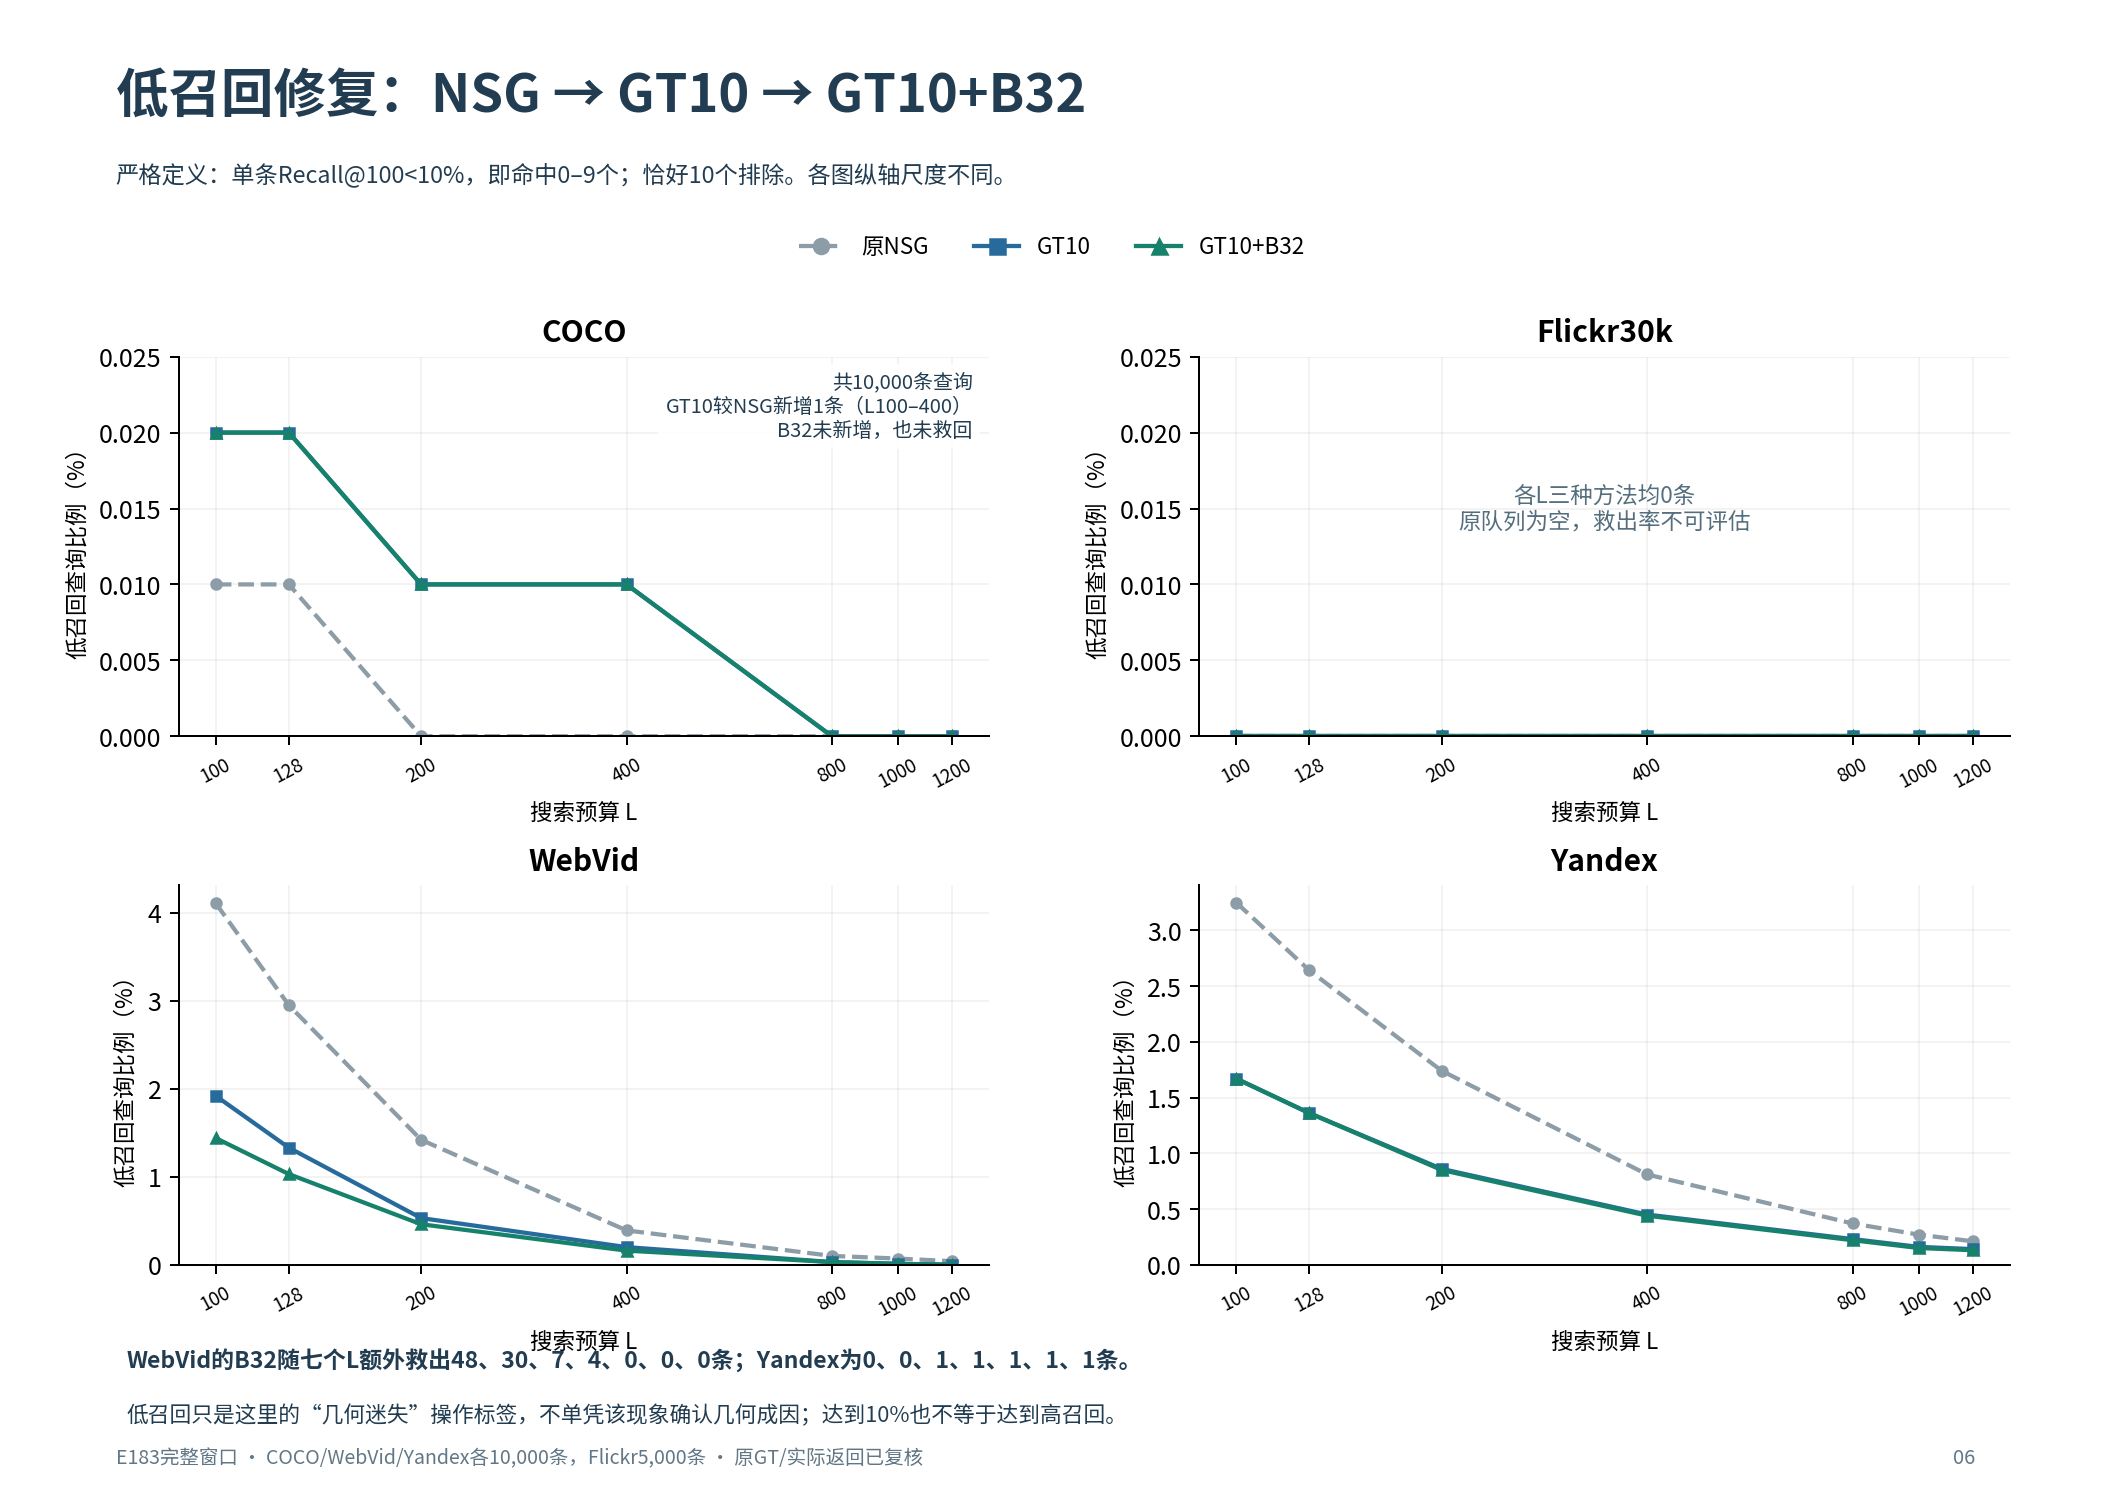 低召回修复：NSG → GT10 → GT10+B32
严格定义：单条Recall@100<10%，即命中0–9个；恰好10个排除。各图纵轴尺度不同。
原NSG
GT10
GT10+B32
COCO
0.025
0.020
0.015
0.010
0.005
0.000
低召回查询比例（%）
共10,000条查询
GT10较NSG新增1条（L100–400）
B32未新增，也未救回
100
128
200
400
800
1000
1200
搜索预算 L
Flickr30k
0.025
0.020
0.015
0.010
0.005
0.000
低召回查询比例（%）
各L三种方法均0条
原队列为空，救出率不可评估
100
128
200
400
800
1000
1200
搜索预算 L
WebVid
4
3
2
1
0
低召回查询比例（%）
100
128
200
400
800
1000
1200
搜索预算 L
Yandex
3.0
2.5
2.0
1.5
1.0
0.5
0.0
低召回查询比例（%）
100
128
200
400
800
1000
1200
搜索预算 L
WebVid的B32随七个L额外救出48、30、7、4、0、0、0条；Yandex为0、0、1、1、1、1、1条。
低召回只是这里的“几何迷失”操作标签，不单凭该现象确认几何成因；达到10%也不等于达到高召回。
E183完整窗口 · COCO/WebVid/Yandex各10,000条，Flickr5,000条 · 原GT/实际返回已复核
06